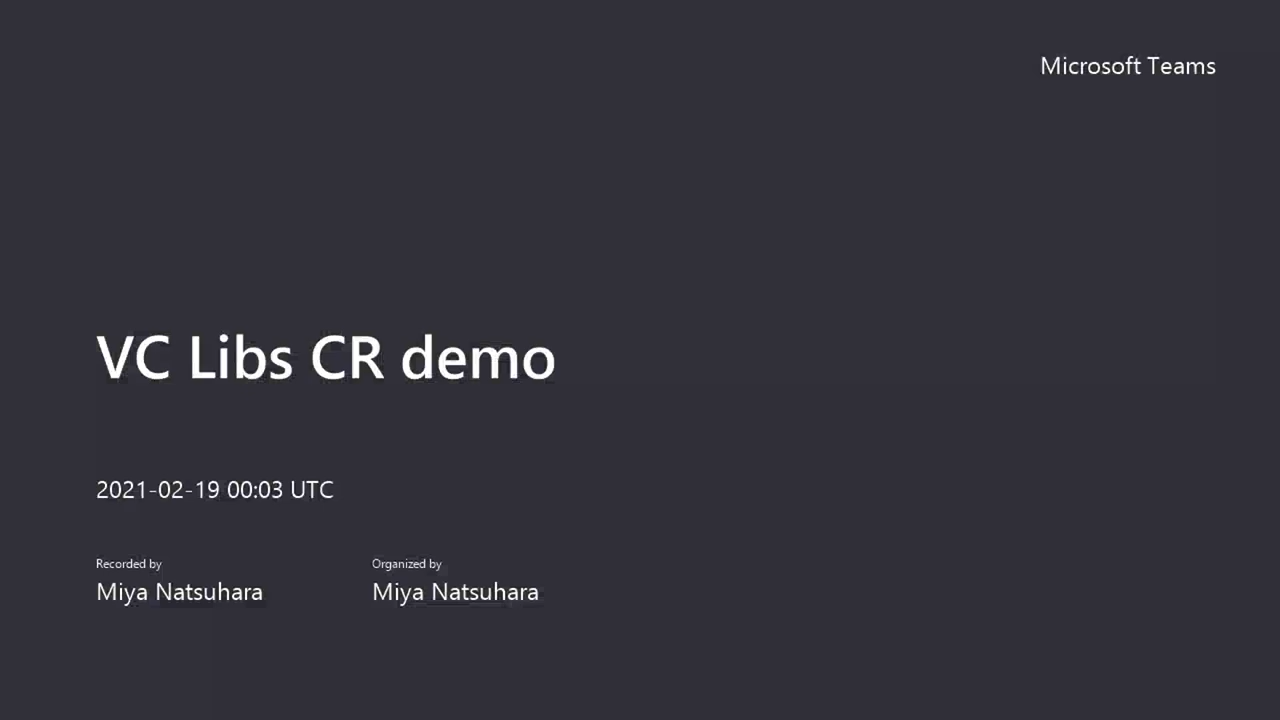 Microsoft Teams
VC Libs CR demo
2021-02-19 00:03 UTC
Recorded by
Miya Natsuhara
Organized by
Miya Natsuhara